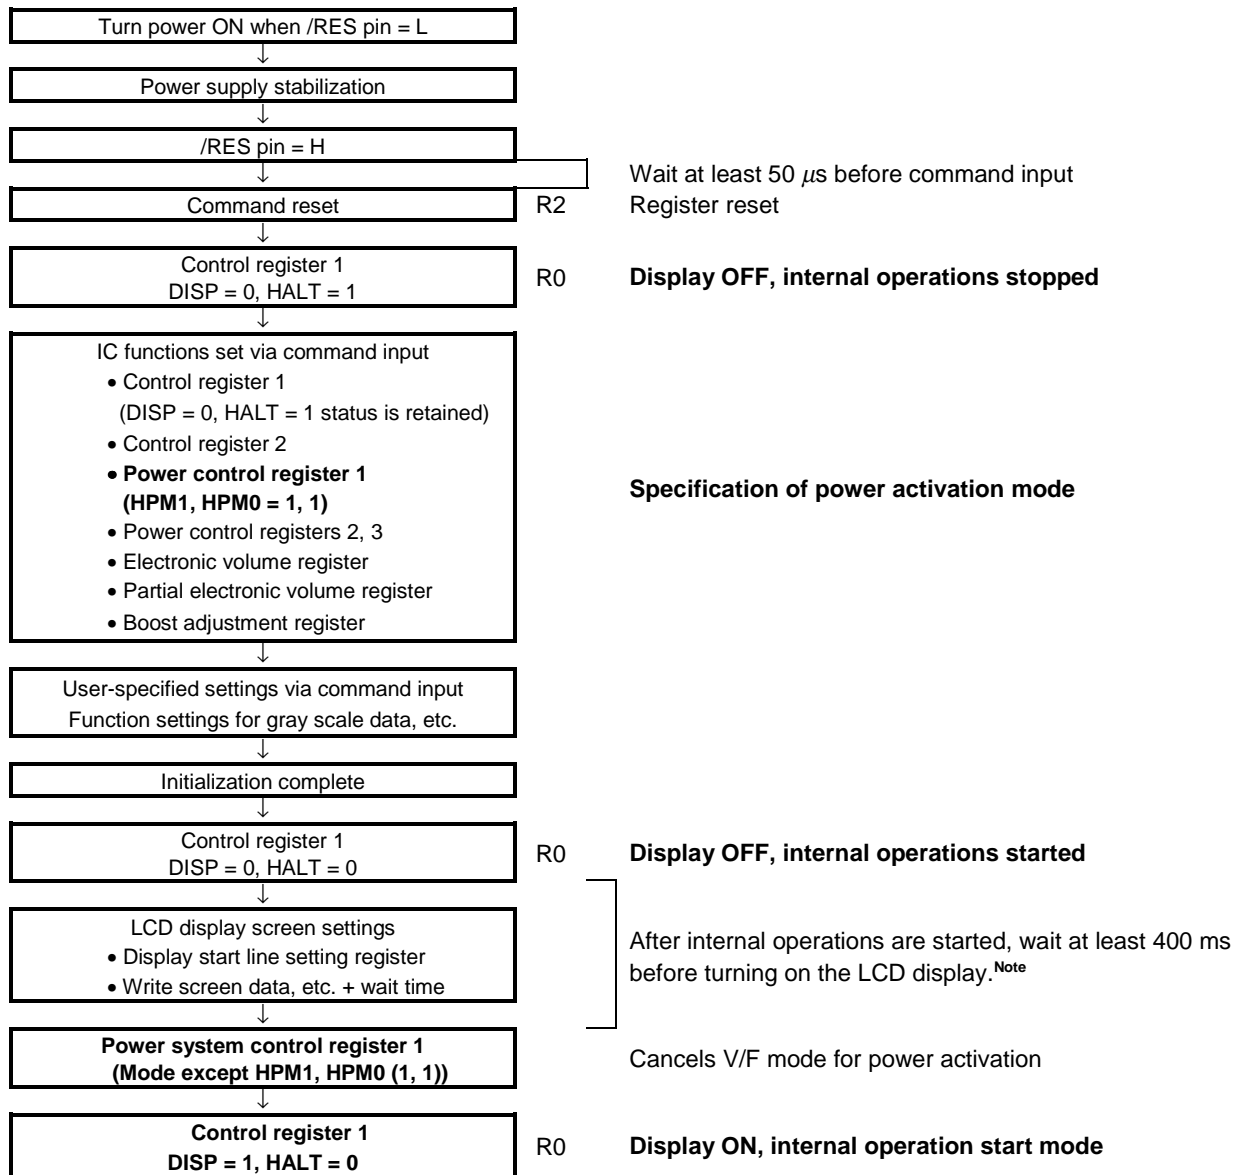 Turn power ON when /RES pin = L
↓
Power supply stabilization
↓
/RES pin = H
↓
Wait at least 50 μs before command input
Command reset R2 Register reset
↓
Control register 1
DISP = 0, HALT = 1
R0 Display OFF, internal operations stopped
↓
IC functions set via command input
• Control register 1
(DISP = 0, HALT = 1 status is retained)
• Control register 2
• Power control register 1
(HPM1, HPM0 = 1, 1)
Specification of power activation mode
• Power control registers 2, 3
• Electronic volume register
• Partial electronic volume register
• Boost adjustment register
↓
User-specified settings via command input
Function settings for gray scale data, etc.
↓
Initialization complete
↓
Control register 1
DISP = 0, HALT = 0
R0 Display OFF, internal operations started
↓
LCD display screen settings
• Display start line setting register
• Write screen data, etc. + wait time
After internal operations are started, wait at least 400 ms
before turning on the LCD display.Note
↓
Power system control register 1
(Mode except HPM1, HPM0 (1, 1))
Cancels V/F mode for power activation
↓
Control register 1
DISP = 1, HALT = 0
R0 Display ON, internal operation start mode